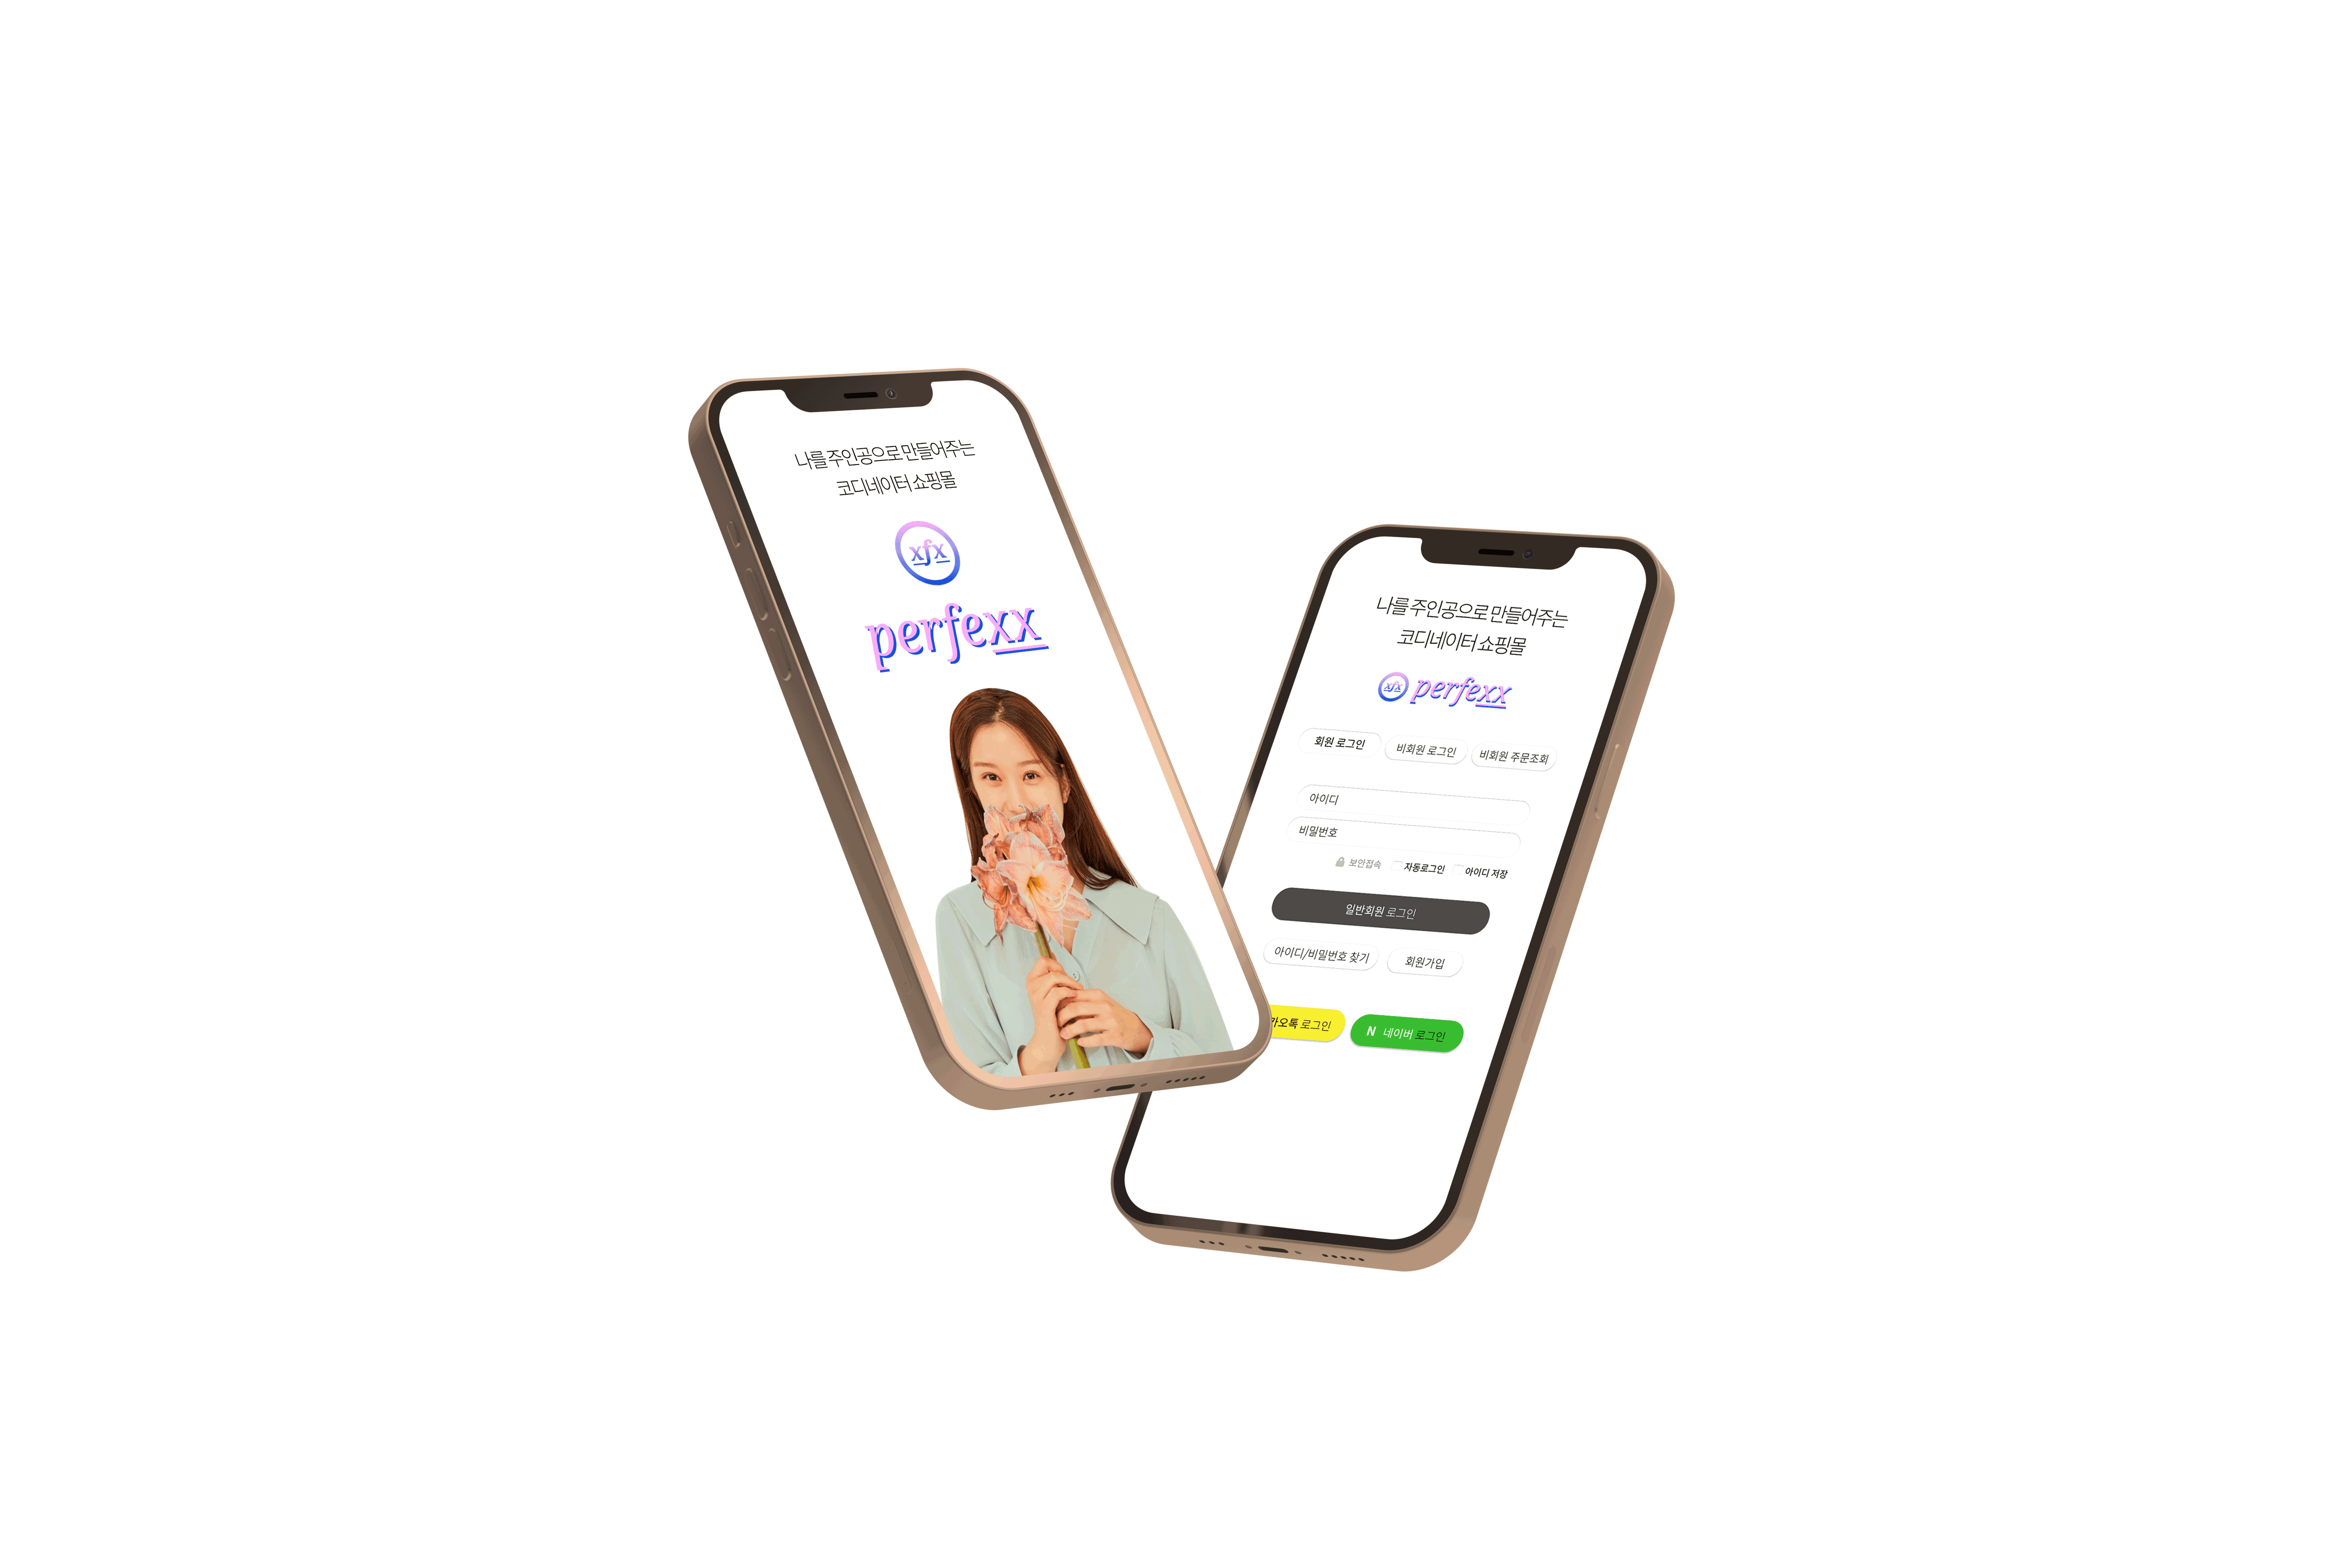 나를 주인공으로 만들어주는
코디네이터 쇼핑몰
xfx
perfexx
나를 주인공으로 만들어주는
코디네이터 쇼핑몰
xfx perfexx
회원 로그인 비회원 로그인 비회원 주문조회
아이디
비밀번호
보안접속 자동로그인 아이디 저장
일반회원 로그인
아이디/비밀번호 찾기 회원가입
카오톡 로그인 N 네이버 로그인